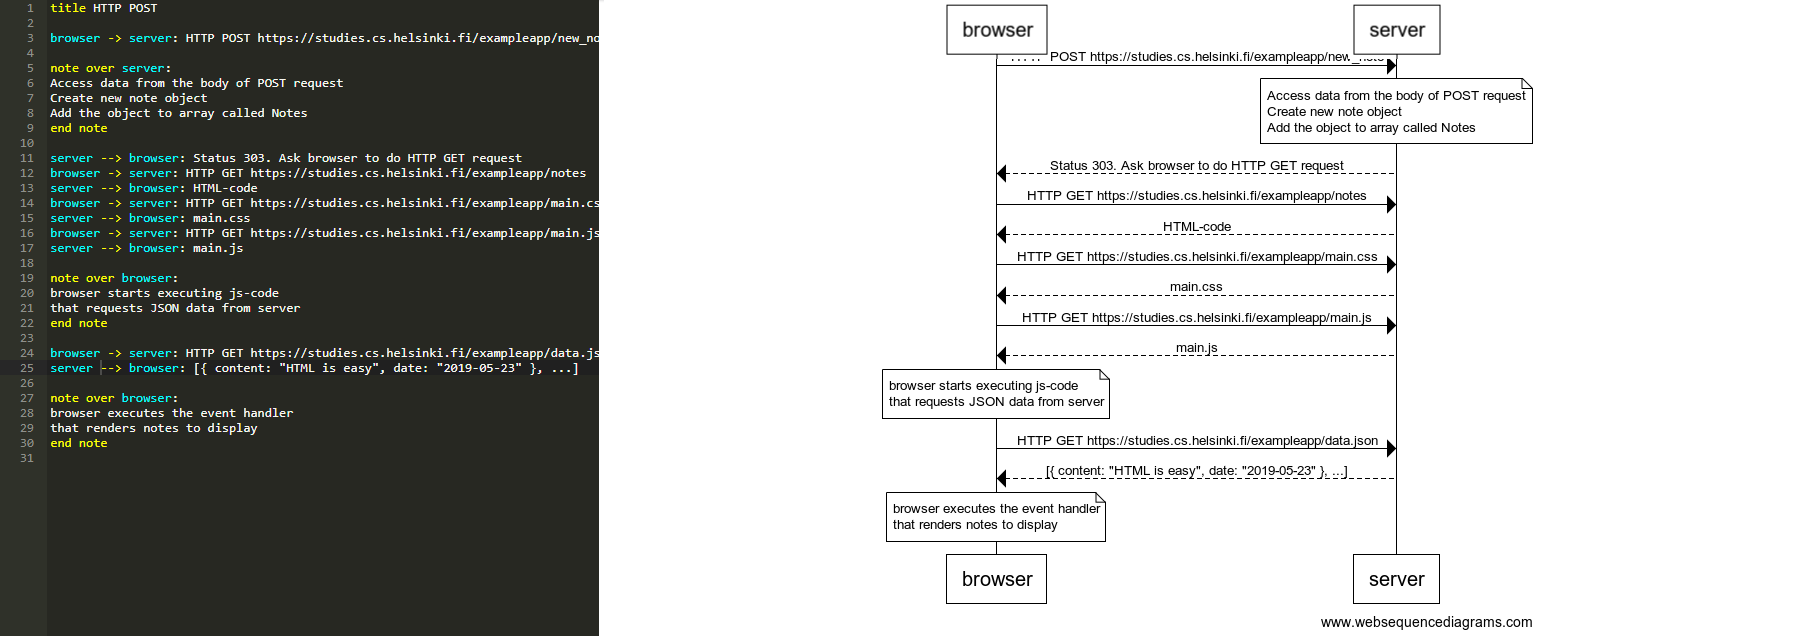 1 title HTTP POST
2
3 browser -> server: HTTP POST https://studies.cs.helsinki.fi/exampleapp/new_no
4
5 note over server:
6 Access data from the body of POST request
7 Create new note object
8 Add the object to array called Notes
9 end note
10
11 server --> browser: Status 303. Ask browser to do HTTP GET request
12 browser -> server: HTTP GET https://studies.cs.helsinki.fi/exampleapp/notes
13 server --> browser: HTML-code
14 browser -> server: HTTP GET https://studies.cs.helsinki.fi/exampleapp/main.cs
15 server --> browser: main.css
16 browser -> server: HTTP GET https://studies.cs.helsinki.fi/exampleapp/main.js
17 server --> browser: main.js
18
19 note over browser:
20 browser starts executing js-code
21 that requests JSON data from server
22 end note
23
24 browser -> server: HTTP GET https://studies.cs.helsinki.fi/exampleapp/data.js
25 server --> browser: [{ content: "HTML is easy", date: "2019-05-23" }, ...]
26
27 note over browser:
28 browser executes the event handler
29 that renders notes to display
30 end note
31
browser server
POST https://studies.cs.helsinki.fi/exampleapp/new_note
Access data from the body of POST request
Create new note object
Add the object to array called Notes
Status 303. Ask browser to do HTTP GET request
HTTP GET https://studies.cs.helsinki.fi/exampleapp/notes
HTML-code
HTTP GET https://studies.cs.helsinki.fi/exampleapp/main.css
main.css
HTTP GET https://studies.cs.helsinki.fi/exampleapp/main.js
main.js
browser starts executing js-code
that requests JSON data from server
HTTP GET https://studies.cs.helsinki.fi/exampleapp/data.json
[{ content: "HTML is easy", date: "2019-05-23" }, ...]
browser executes the event handler
that renders notes to display
browser server
www.websequencediagrams.com